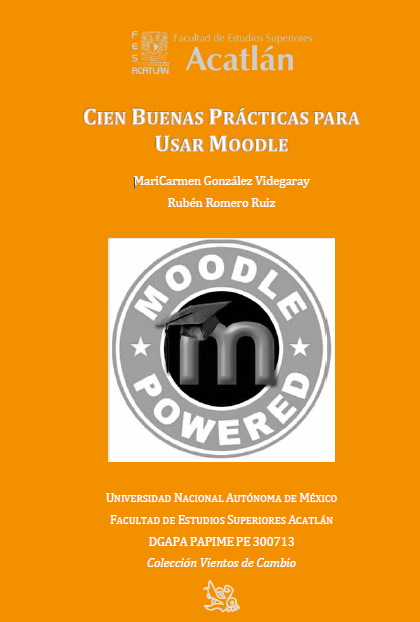 FES
ACATLÁN
Facultad de Estudios Superiores
Acatlán
CIEN BUENAS PRÁCTICAS PARA
USAR MOODLE
MariCarmen González Videgaray
Rubén Romero Ruiz
MOODLE
m
POWERED
UNIVERSIDAD NACIONAL AUTÓNOMA DE MÉXICO
FACULTAD DE ESTUDIOS SUPERIORES ACATLÁN
DGAPA PAPIME PE 300713
Colección Vientos de Cambio